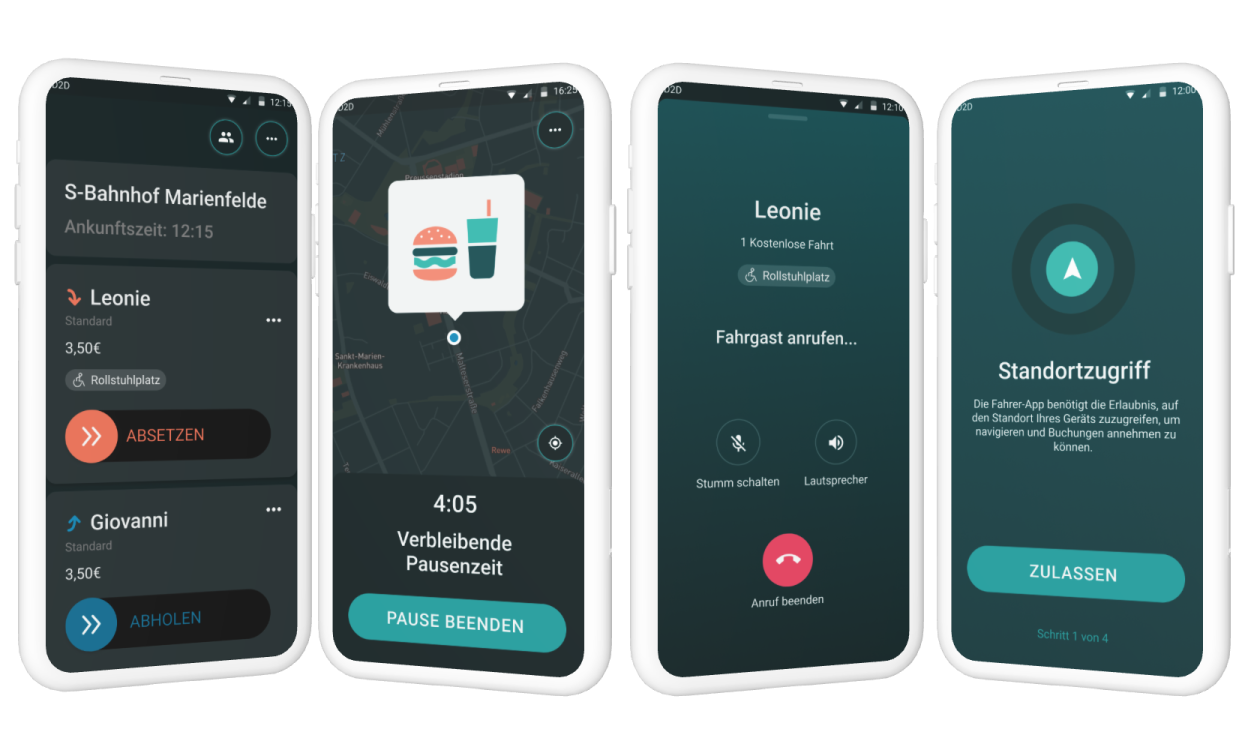 D2D
12:15
S-Bahnhof Marienfelde
Ankunftszeit: 12:15
Leonie
Standard
3,50€
Rollstuhlplatz
ABSETZEN
Giovanni
Standard
3,50€
ABHOLEN
D2D
16:25
Preussenstadion
Sankt-Marien-
Krankenhaus
Malteserstraße
Falkenhausenweg
Rewe
4:05
Verbleibende
Pausenzeit
PAUSE BEENDEN
D2D
12:10
Leonie
1 Kostenlose Fahrt
Rollstuhlplatz
Fahrgast anrufen...
Stumm schalten
Lautsprecher
Anruf beenden
D2D
12:00
Standortzugriff
Die Fahrer-App benötigt die Erlaubnis, auf
den Standort Ihres Geräts zuzugreifen, um
navigieren und Buchungen annehmen zu
können.
ZULASSEN
Schritt 1 von 4